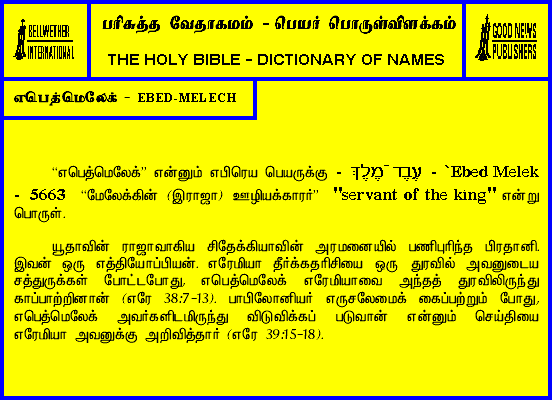 BELLWETHER
INTERNATIONAL
பரிசுத்த வேதாகமம் - பெயர் பொருள்விளக்கம்
THE HOLY BIBLE - DICTIONARY OF NAMES
GOOD NEWS
PUBLISHERS
எபெத்மெலேக் - EBED-MELECH
“எபெத்மெலேக்” என்னும் எபிரெய பெயருக்கு - עֶבֶד־מֶלֶךְ - `Ebed Melek
- 5663 “மேலேக்கின் (இராஜா) ஊழியக்காரர்” "servant of the king" என்று
பொருள்.
யூதாவின் ராஜாவாகிய சிதேக்கியாவின் அரமனையில் பணிபுரிந்த பிரதானி.
இவன் ஒரு எத்தியோப்பியன். எரேமியா தீர்க்கதரிசியை ஒரு துரவில் அவனுடைய
சத்துருக்கள் போட்டபோது, எபெத்மெலேக் எரேமியாவை அந்தத் துரவிலிருந்து
காப்பாற்றினான் (எரே 38:7-13). பாபிலோனியர் எருசலேமைக் கைப்பற்றும் போது,
எபெத்மெலேக் அவர்களிடமிருந்து விடுவிக்கப் படுவான் என்னும் செய்தியை
எரேமியா அவனுக்கு அறிவித்தார் (எரே 39:15-18).